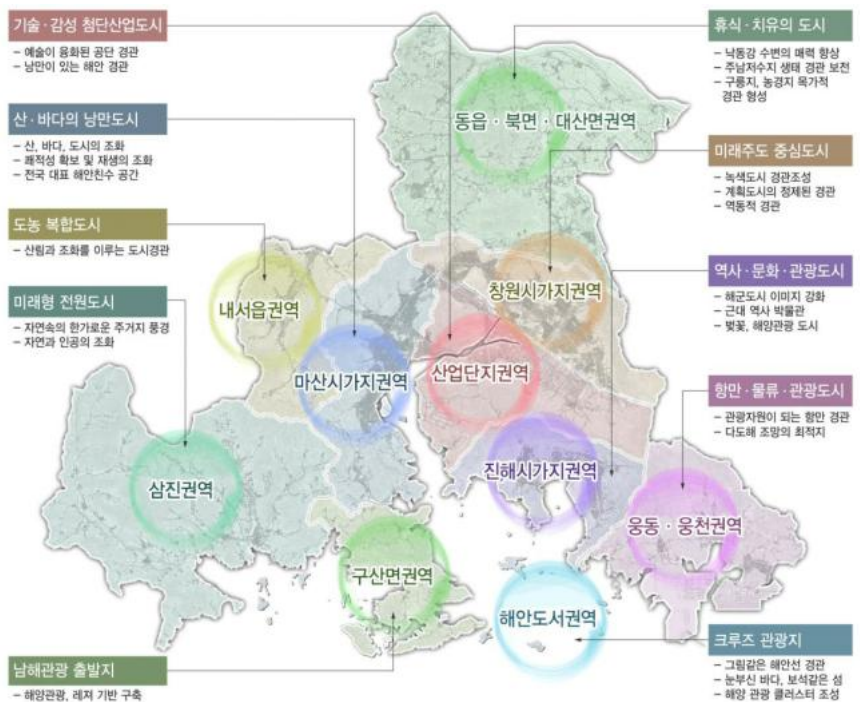 기술·감성 첨단산업도시
- 예술이 융화된 공단 경관
- 낭만이 있는 해안 경관
산·바다의 낭만도시
- 산, 바다, 도시의 조화
- 쾌적성 확보 및 재생의 조화
- 전국 대표 해안친수 공간
도농 복합도시
- 산림과 조화를 이루는 도시경관
미래형 전원도시
- 자연속의 한가로운 주거지 풍경
- 자연과 인공의 조화
남해관광 출발지
- 해양관광, 레져 기반 구축
동읍·북면·대산면권역
내서읍권역
창원시가지권역
마산시가지권역
산업단지권역
진해시가지권역
삼진권역
웅동·웅천권역
구산면권역
해안도서권역
휴식·치유의 도시
- 낙동강 수변의 매력 향상
- 주남저수지 생태 경관 보전
- 구릉지, 농경지 목가적
경관 형성
미래주도 중심도시
- 녹색도시 경관조성
- 계획도시의 정제된 경관
- 역동적 경관
역사·문화·관광도시
- 해군도시 이미지 강화
- 근대 역사 박물관
- 벚꽃, 해양관광 도시
항만·물류·관광도시
- 관광자원이 되는 항만 경관
- 다도해 조망의 최적지
크루즈 관광지
- 그림같은 해안선 경관
- 눈부신 바다, 보석같은 섬
- 해양 관광 클러스터 조성